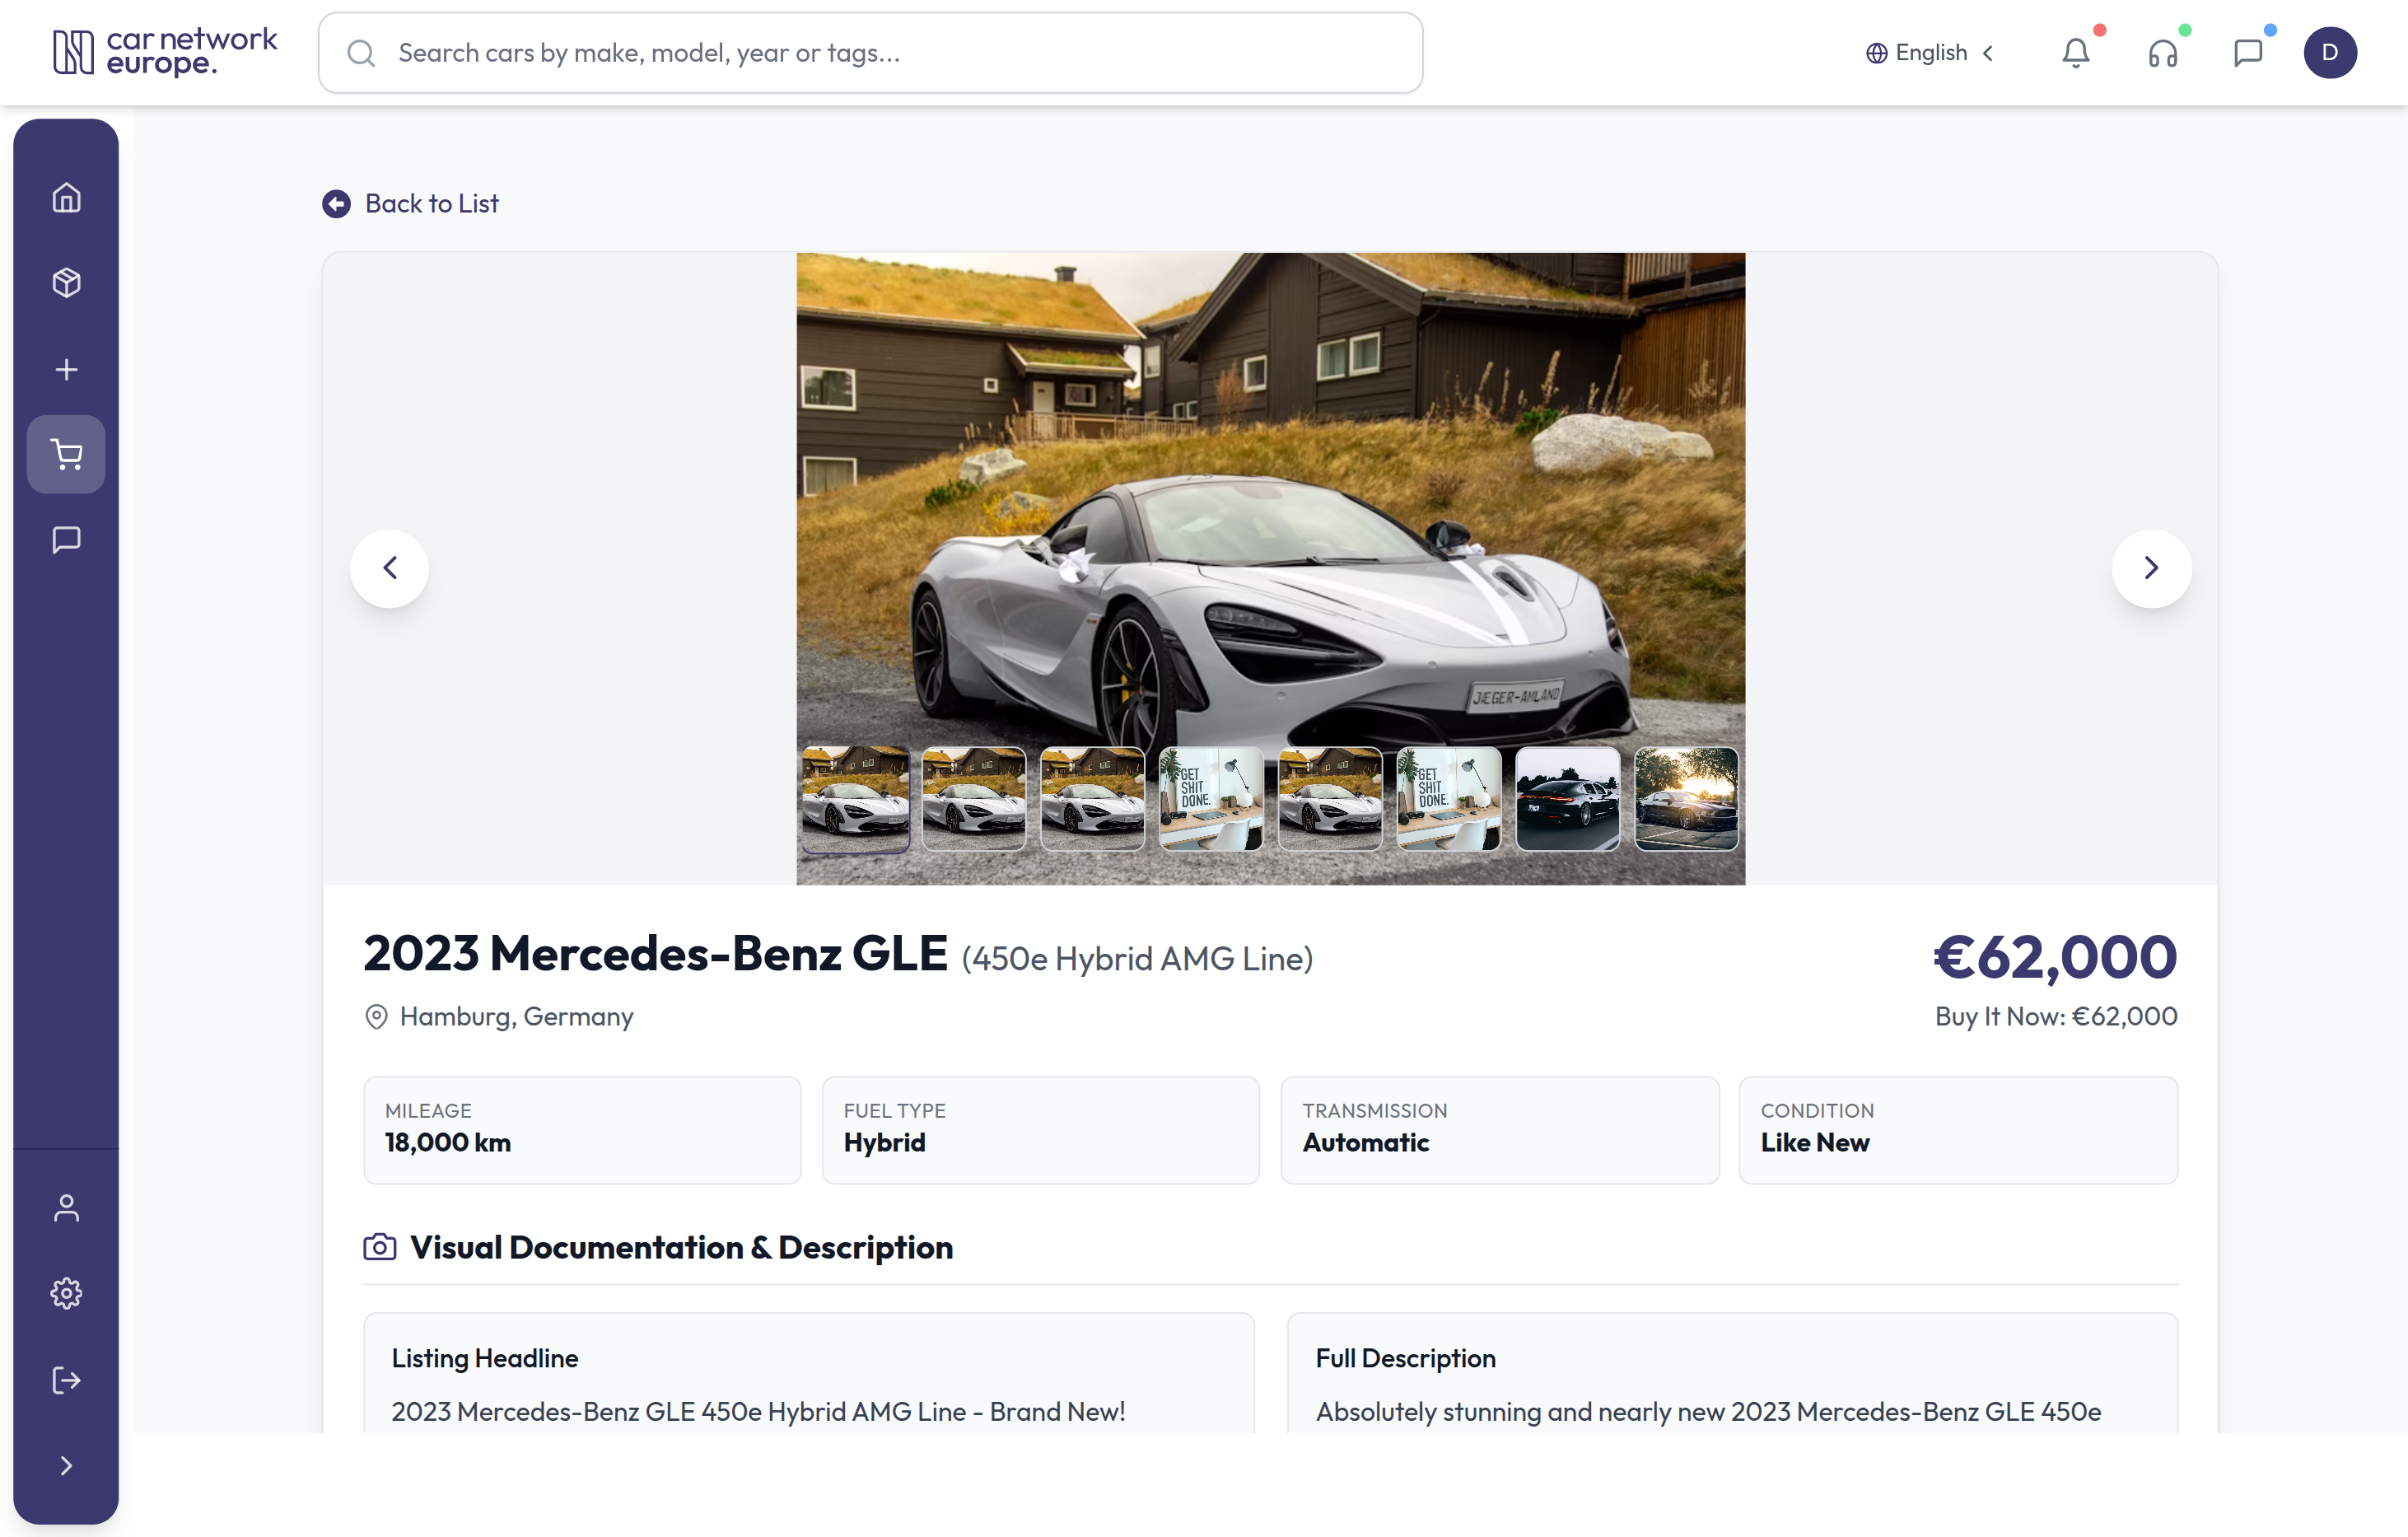 car network
europe.
Search cars by make, model, year or tags...
English
D
Back to List
JÆGER-AMLAND
GET
SHIT
DONE.
GET
SHIT
DONE.
2023 Mercedes-Benz GLE (450e Hybrid AMG Line)
€62,000
Hamburg, Germany
Buy It Now: €62,000
MILEAGE
18,000 km
FUEL TYPE
Hybrid
TRANSMISSION
Automatic
CONDITION
Like New
Visual Documentation & Description
Listing Headline
2023 Mercedes-Benz GLE 450e Hybrid AMG Line - Brand New!
Full Description
Absolutely stunning and nearly new 2023 Mercedes-Benz GLE 450e